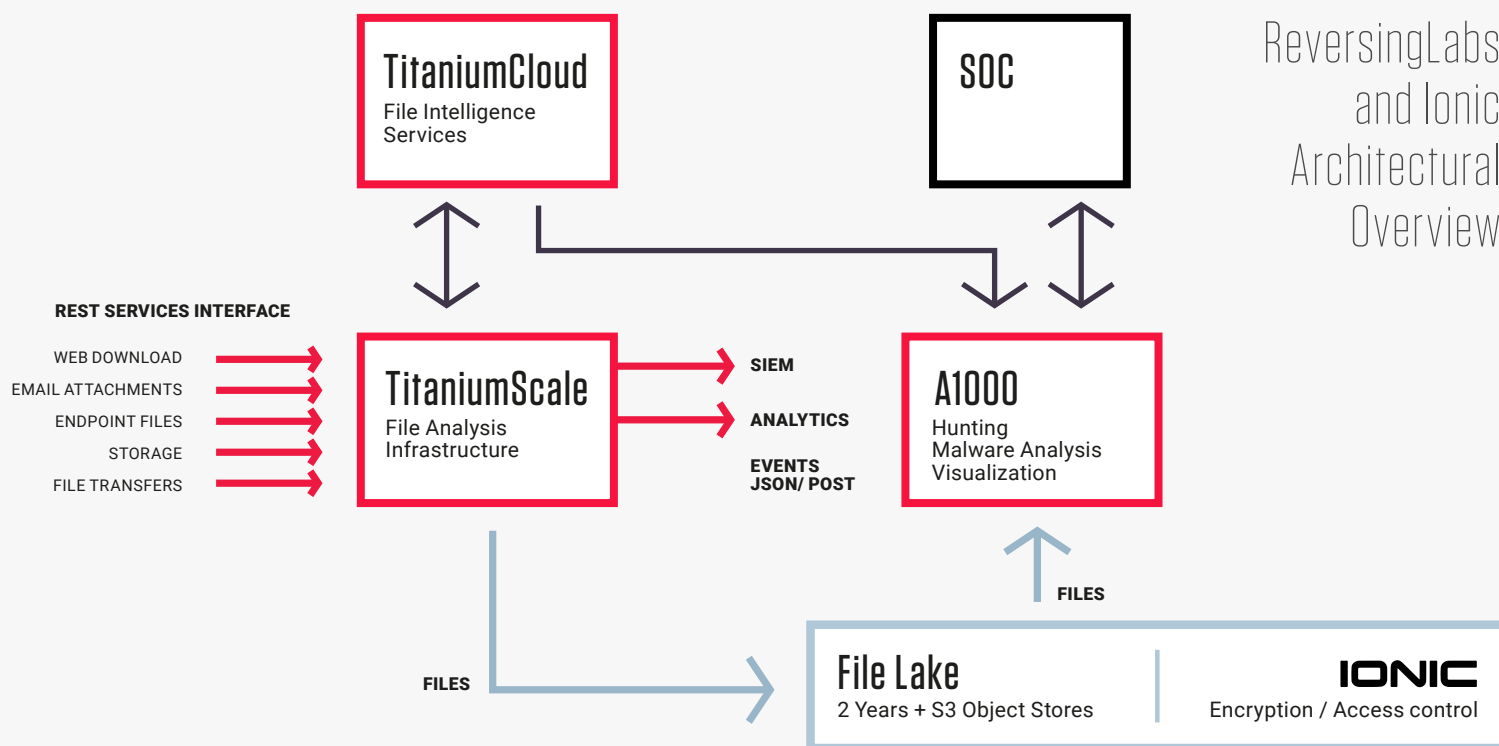 ReversingLabs
and Ionic
Architectural
Overview
TitaniumCloud
File Intelligence
Services
SOC
REST SERVICES INTERFACE
WEB DOWNLOAD
EMAIL ATTACHMENTS
ENDPOINT FILES
STORAGE
FILE TRANSFERS
TitaniumScale
File Analysis
Infrastructure
SIEM
ANALYTICS
EVENTS
JSON/ POST
A1000
Hunting
Malware Analysis
Visualization
FILES
FILES
File Lake
2 Years + S3 Object Stores
IONIC
Encryption / Access control